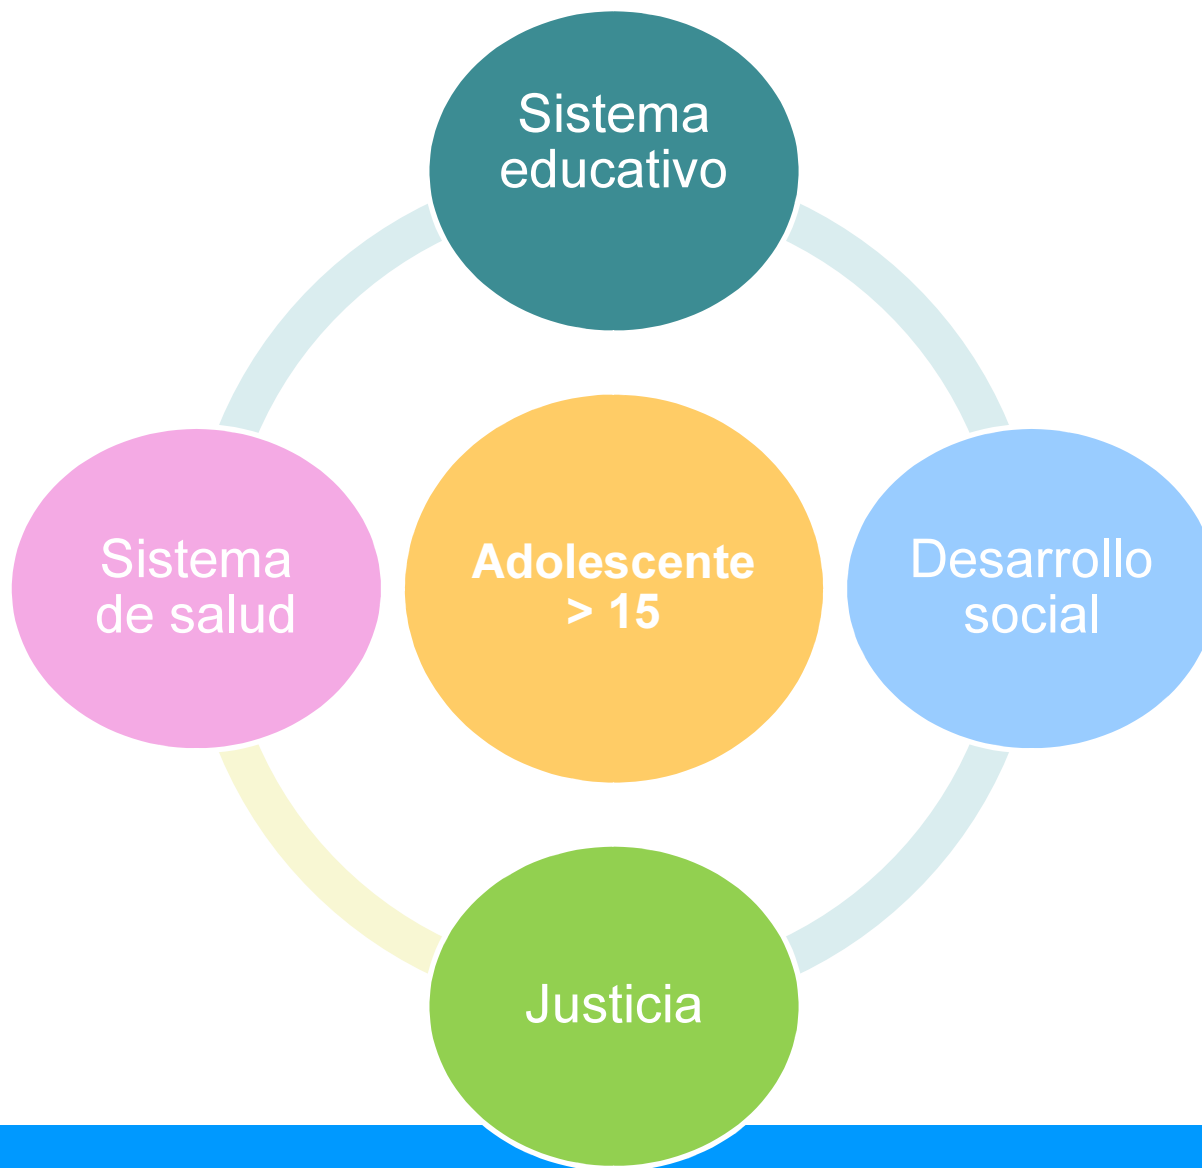 Sistema
educativo
Sistema
de salud
Adolescente
> 15
Desarrollo
social
Justicia